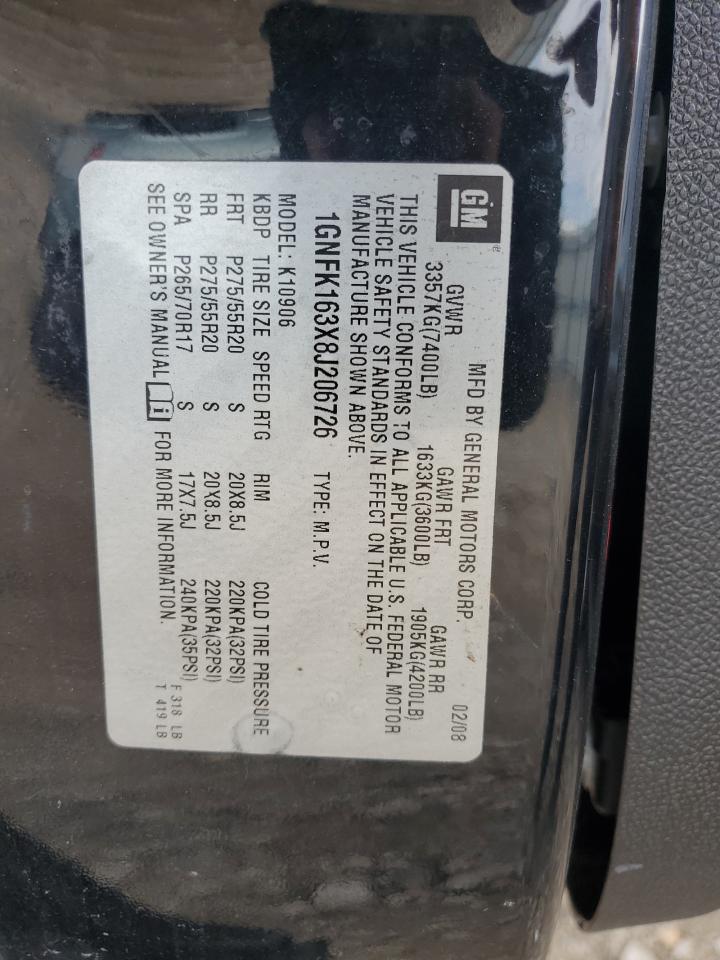 GM®
MFD BY GENERAL MOTORS CORP. 02/08
GVWR GAWR FRT GAWR RR
3357KG(7400LB) 1633KG(3600LB) 1905KG(4200LB)
THIS VEHICLE CONFORMS TO ALL APPLICABLE U.S. FEDERAL MOTOR
VEHICLE SAFETY STANDARDS IN EFFECT ON THE DATE OF
MANUFACTURE SHOWN ABOVE.
1GNFK163X8J206726 TYPE: M.P.V.
MODEL: K10906
KBDP TIRE SIZE SPEED RTG RIM COLD TIRE PRESSURE
FRT P275/55R20 S 20X8.5J 220KPA(32PSI)
RR P275/55R20 S 20X8.5J 220KPA(32PSI)
SPA P265/70R17 S 17X7.5J 240KPA(35PSI)
SEE OWNER'S MANUAL i FOR MORE INFORMATION.
F 318 LB
T 419 LB